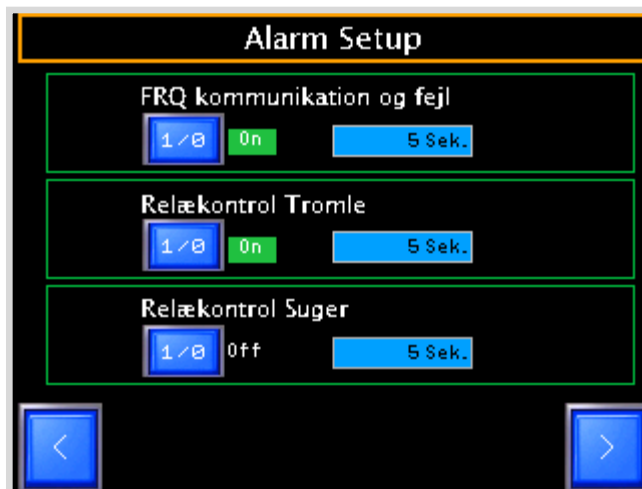 Alarm Setup
FRQ kommunikation og fejl
1/0 On 5 Sek.
Relækontrol Tromle
1/0 On 5 Sek.
Relækontrol Suger
1/0 Off 5 Sek.
< >